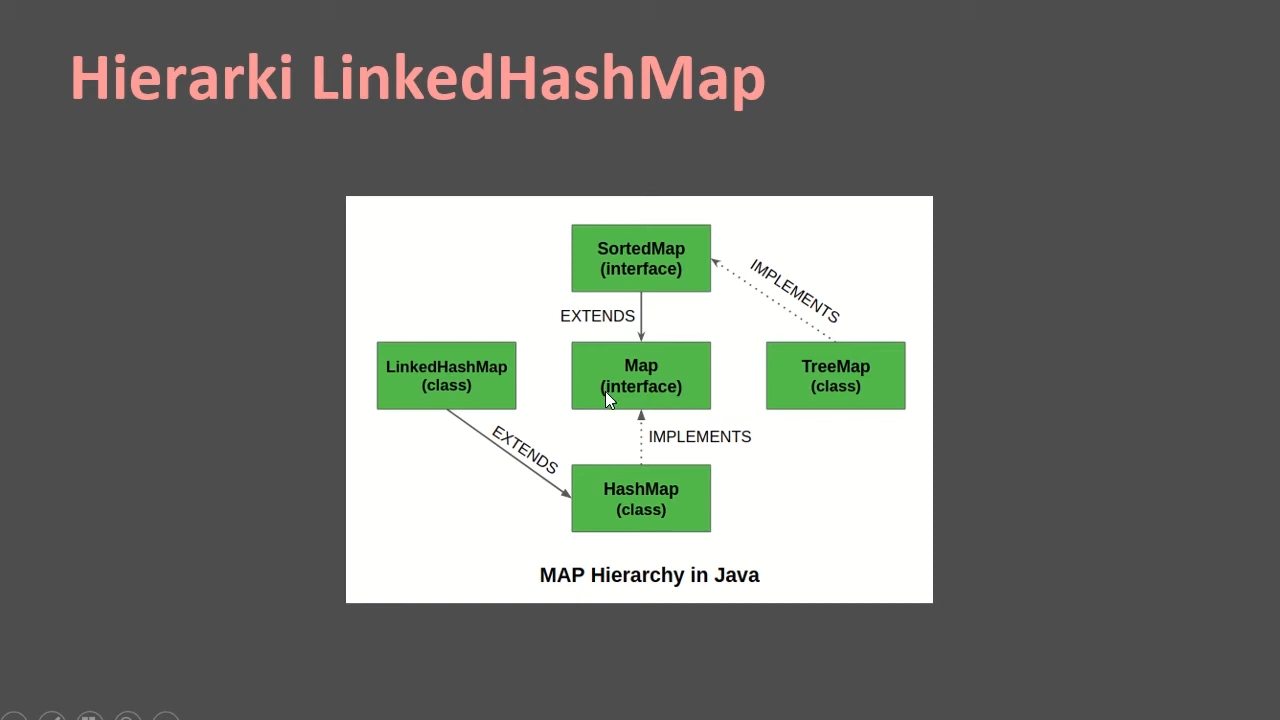 Hierarki LinkedHashMap
SortedMap
(interface)
IMPLEMENTS
EXTENDS
LinkedHashMap
(class)
Map
(interface)
TreeMap
(class)
EXTENDS
IMPLEMENTS
HashMap
(class)
MAP Hierarchy in Java